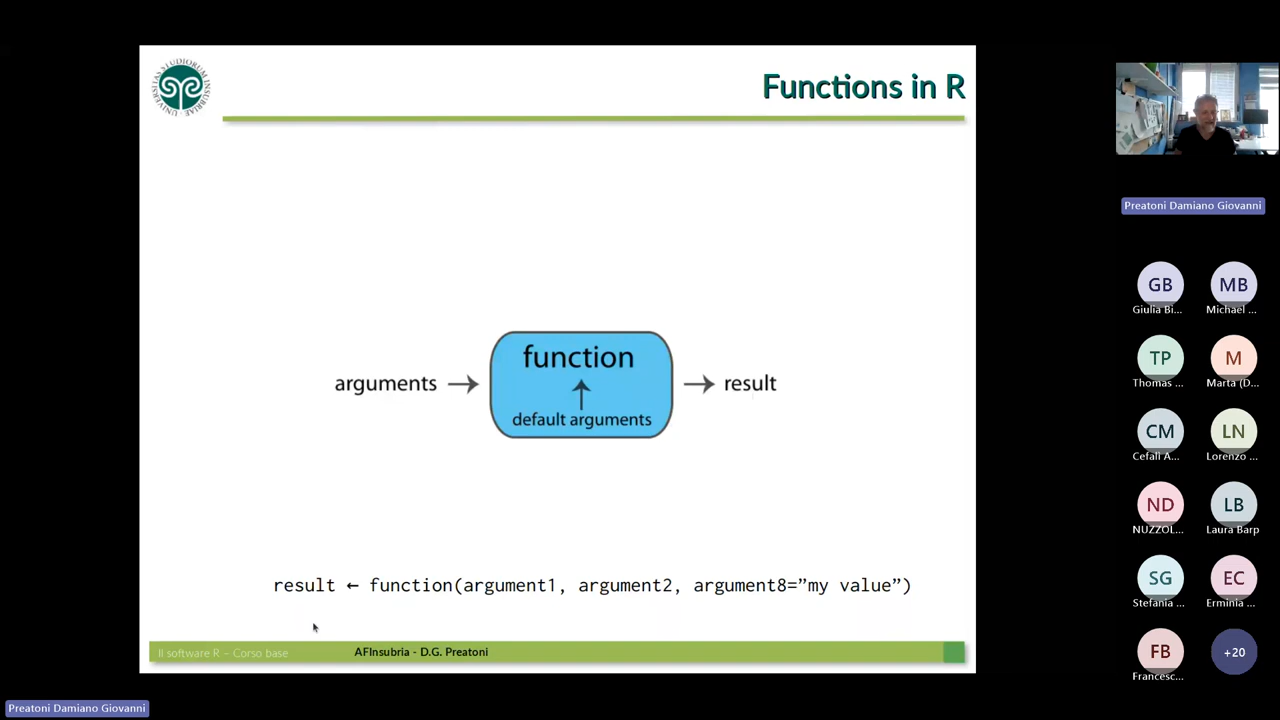 Functions in R
function
arguments → result
default arguments
result ← function(argument1, argument2, argument8=”my value”)
Il software R – Corso base
AFInsubria - D.G. Preatoni
Preatoni Damiano Giovanni
GB
MB
Giulia Bi...
Michael ...
TP
M
Thomas ...
Marta (D...
CM
LN
Cefalì A...
Lorenzo ...
ND
LB
NUZZOL...
Laura Barp
SG
EC
Stefania ...
Erminia ...
FB
+20
Francesc...
Preatoni Damiano Giovanni